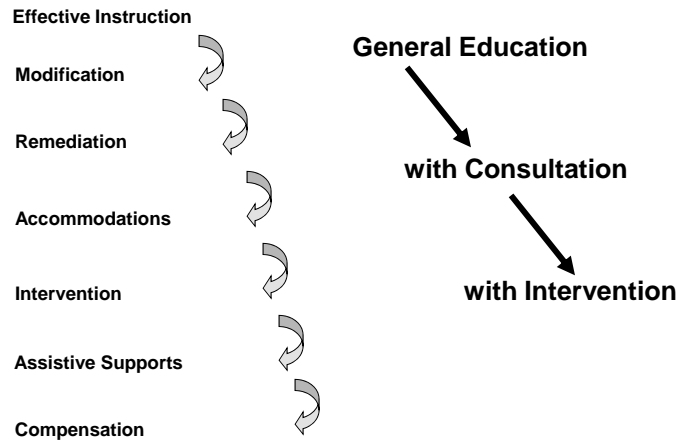 Effective Instruction
Modification
Remediation
Accommodations
Intervention
Assistive Supports
Compensation
General Education
with Consultation
with Intervention